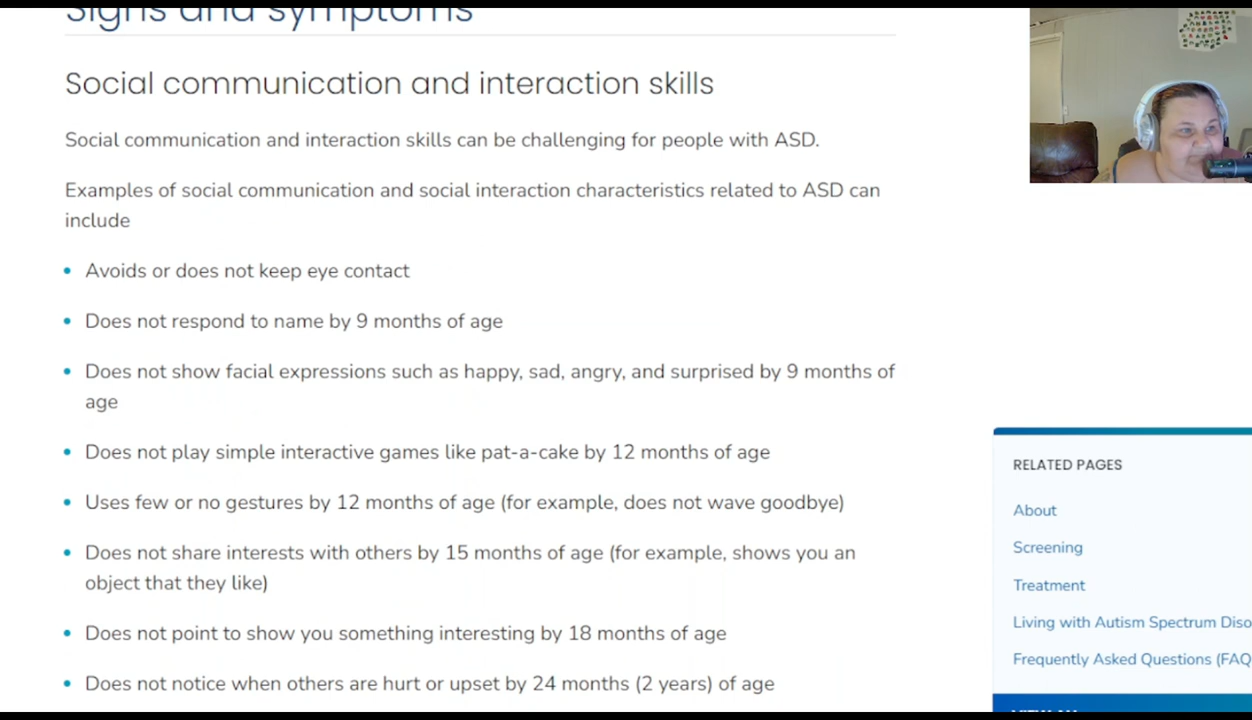 Signs and symptoms
Social communication and interaction skills
Social communication and interaction skills can be challenging for people with ASD.
Examples of social communication and social interaction characteristics related to ASD can
include
Avoids or does not keep eye contact
Does not respond to name by 9 months of age
Does not show facial expressions such as happy, sad, angry, and surprised by 9 months of
age
Does not play simple interactive games like pat-a-cake by 12 months of age
Uses few or no gestures by 12 months of age (for example, does not wave goodbye)
Does not share interests with others by 15 months of age (for example, shows you an
object that they like)
Does not point to show you something interesting by 18 months of age
Does not notice when others are hurt or upset by 24 months (2 years) of age
RELATED PAGES
About
Screening
Treatment
Living with Autism Spectrum Diso
Frequently Asked Questions (FAQ